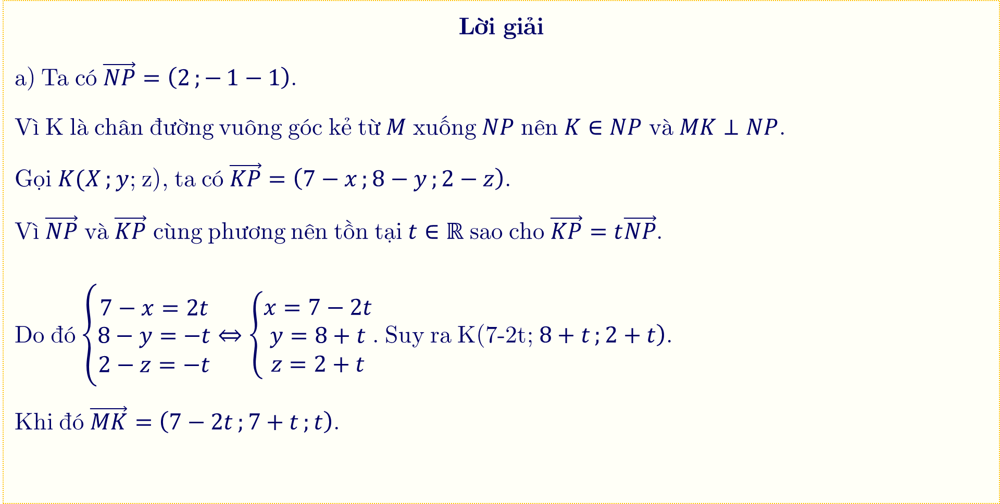 Lời giải
a) Ta có $\overrightarrow{NP} = (2\,;-1-1)$.
Vì K là chân đường vuông góc kẻ từ $M$ xuống $NP$ nên $K \in NP$ và $MK \perp NP$.
Gọi $K(X\,;y$; z), ta có $\overrightarrow{KP} = (7-x\,;8-y\,;2-z)$.
Vì $\overrightarrow{NP}$ và $\overrightarrow{KP}$ cùng phương nên tồn tại $t \in \mathbb{R}$ sao cho $\overrightarrow{KP} = t\overrightarrow{NP}$.
Do đó $\begin{cases} 7-x=2t \\ 8-y=-t \\ 2-z=-t \end{cases} \Leftrightarrow \begin{cases} x=7-2t \\ y=8+t \\ z=2+t \end{cases}$. Suy ra K(7-2t; $8+t\,;2+t)$.
Khi đó $\overrightarrow{MK} = (7-2t\,;7+t\,;t)$.